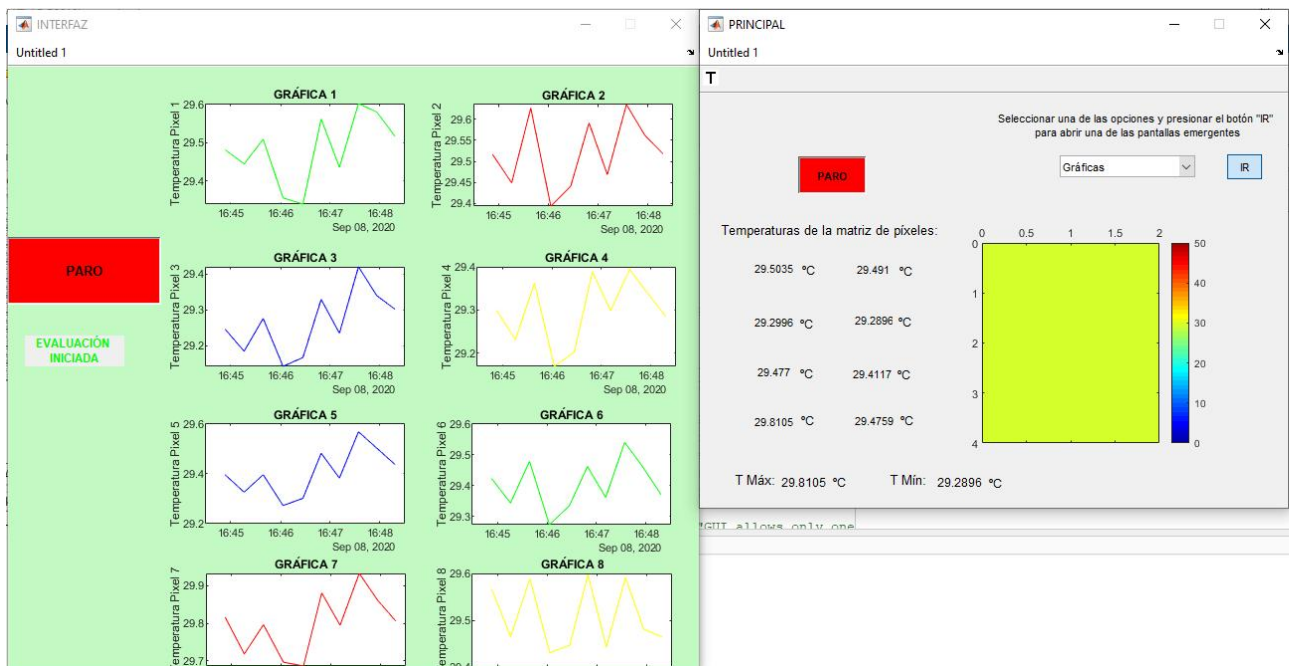 INTERFAZ
Untitled 1
GRÁFICA 1
Temperatura Pixel 1
29.6
29.5
29.4
16:45 16:46 16:47 16:48
Sep 08, 2020
GRÁFICA 2
Temperatura Pixel 2
29.6
29.55
29.5
29.45
29.4
16:45 16:46 16:47 16:48
Sep 08, 2020
PARO
EVALUACIÓN
INICIADA
GRÁFICA 3
Temperatura Pixel 3
29.4
29.3
29.2
16:45 16:46 16:47 16:48
Sep 08, 2020
GRÁFICA 4
Temperatura Pixel 4
29.4
29.3
29.2
16:45 16:46 16:47 16:48
Sep 08, 2020
GRÁFICA 5
Temperatura Pixel 5
29.6
29.4
29.2
16:45 16:46 16:47 16:48
Sep 08, 2020
GRÁFICA 6
Temperatura Pixel 6
29.6
29.5
29.4
29.3
16:45 16:46 16:47 16:48
Sep 08, 2020
GRÁFICA 7
Temperatura Pixel 7
29.9
29.8
29.7
GRÁFICA 8
Temperatura Pixel 8
29.6
29.5
29.4
PRINCIPAL
Untitled 1
T
Seleccionar una de las opciones y presionar el botón "IR"
para abrir una de las pantallas emergentes
PARO
Gráficas
IR
Temperaturas de la matriz de píxeles:
29.5035 ºC 29.491 ºC
29.2996 ºC 29.2896 ºC
29.477 ºC 29.4117 ºC
29.8105 ºC 29.4759 ºC
0 0.5 1 1.5 2
0
1
2
3
4
50
40
30
20
10
0
T Máx: 29.8105 ºC T Mín: 29.2896 ºC
"GUI allows only one